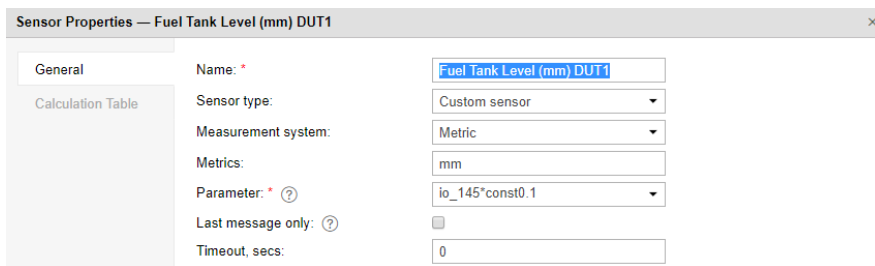 Sensor Properties — Fuel Tank Level (mm) DUT1 ×
General
Calculation Table
Name: * Fuel Tank Level (mm) DUT1
Sensor type: Custom sensor
Measurement system: Metric
Metrics: mm
Parameter: * ? io_145*const0.1
Last message only: ?
Timeout, secs: 0